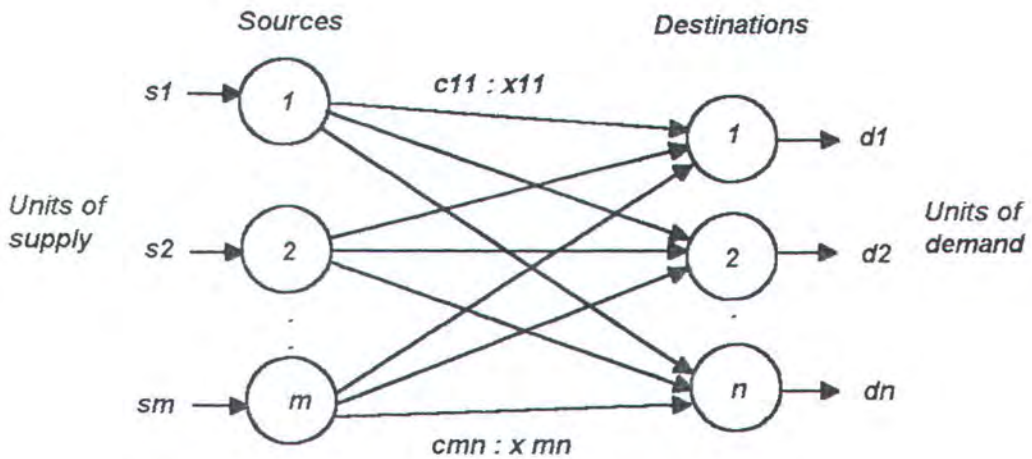 Sources
Destinations
s1
1
c11 : x11
1
d1
Units of
supply
s2
2
2
d2
Units of
demand
.
.
.
sm
m
n
dn
cmn : x mn